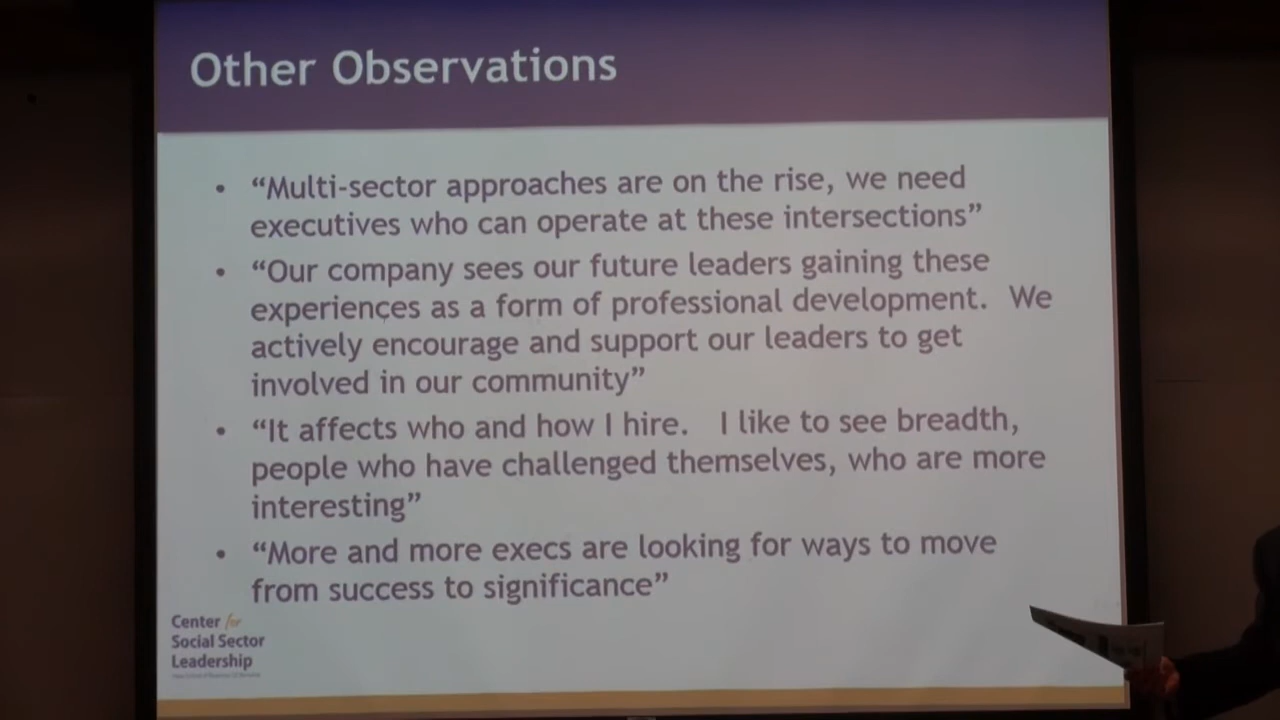 Other Observations
• “Multi-sector approaches are on the rise, we need
executives who can operate at these intersections”
• “Our company sees our future leaders gaining these
experiences as a form of professional development.  We
actively encourage and support our leaders to get
involved in our community”
• “It affects who and how I hire.   I like to see breadth,
people who have challenged themselves, who are more
interesting”
• “More and more execs are looking for ways to move
from success to significance”
Center for
Social Sector
Leadership